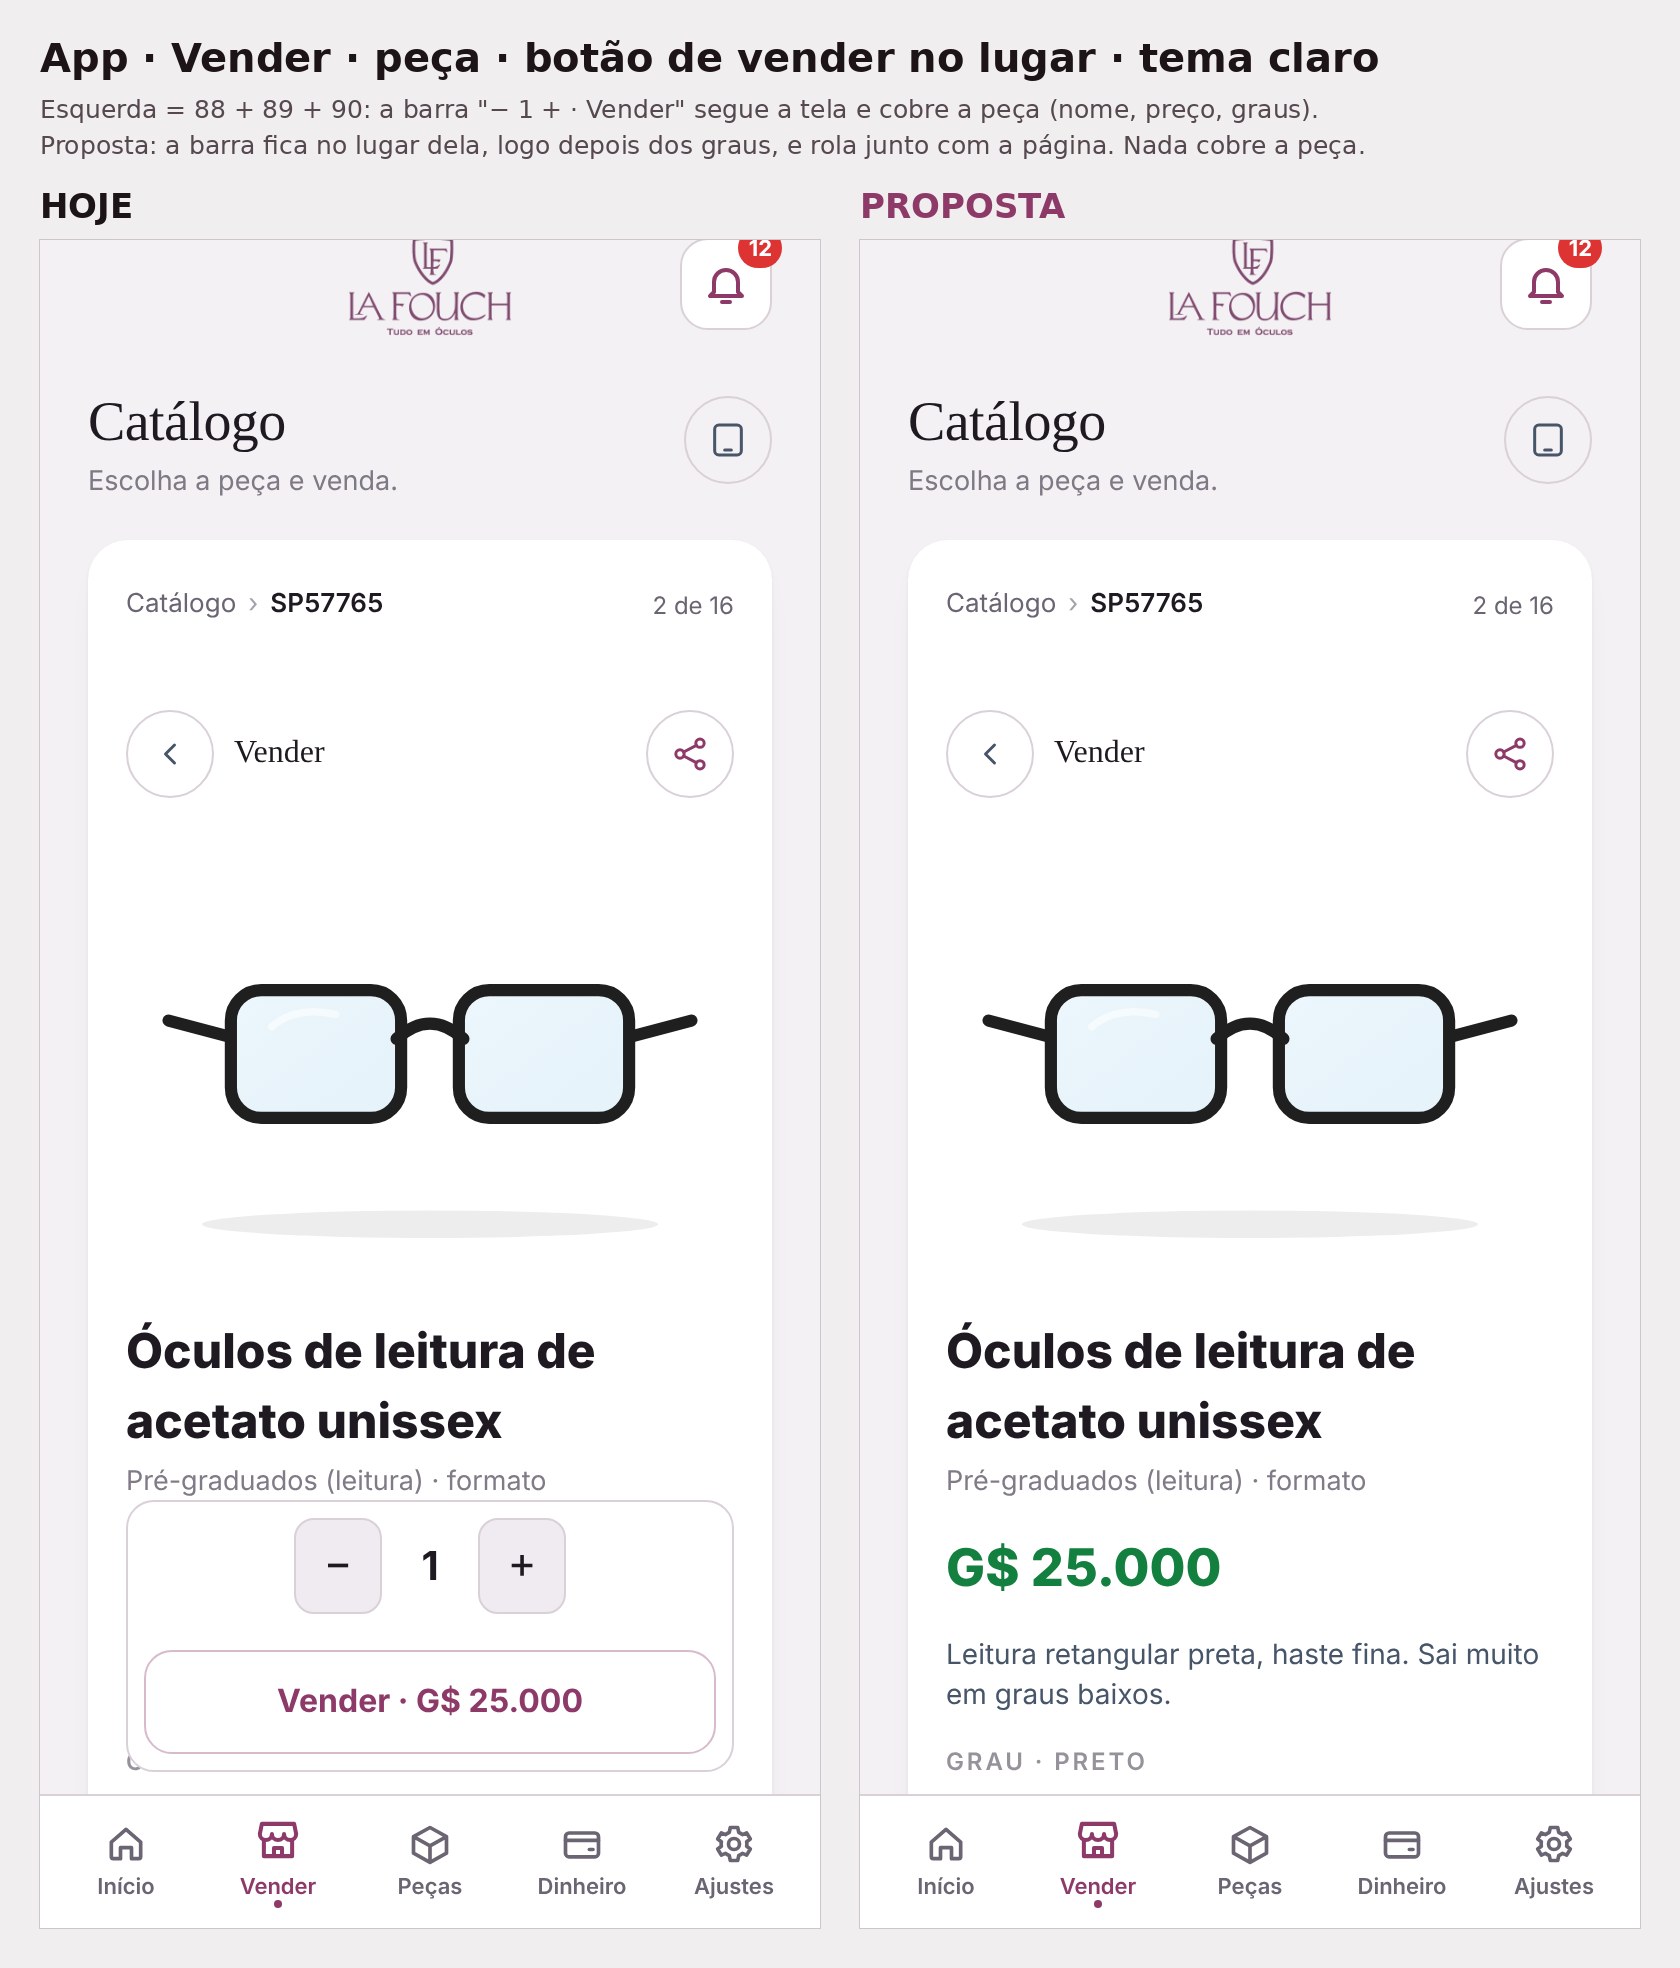 App · Vender · peça · botão de vender no lugar · tema claro
Esquerda = 88 + 89 + 90: a barra "− 1 + · Vender" segue a tela e cobre a peça (nome, preço, graus).
Proposta: a barra fica no lugar dela, logo depois dos graus, e rola junto com a página. Nada cobre a peça.
HOJE
LF
12
LA FOUCH
TUDO EM ÓCULOS
Catálogo
Escolha a peça e venda.
Catálogo › SP57765
2 de 16
Vender
Óculos de leitura de
acetato unissex
Pré-graduados (leitura) · formato
− 1 +
Vender · G$ 25.000
Início
Vender
Peças
Dinheiro
Ajustes
PROPOSTA
LF
12
LA FOUCH
TUDO EM ÓCULOS
Catálogo
Escolha a peça e venda.
Catálogo › SP57765
2 de 16
Vender
Óculos de leitura de
acetato unissex
Pré-graduados (leitura) · formato
G$ 25.000
Leitura retangular preta, haste fina. Sai muito
em graus baixos.
GRAU · PRETO
Início
Vender
Peças
Dinheiro
Ajustes